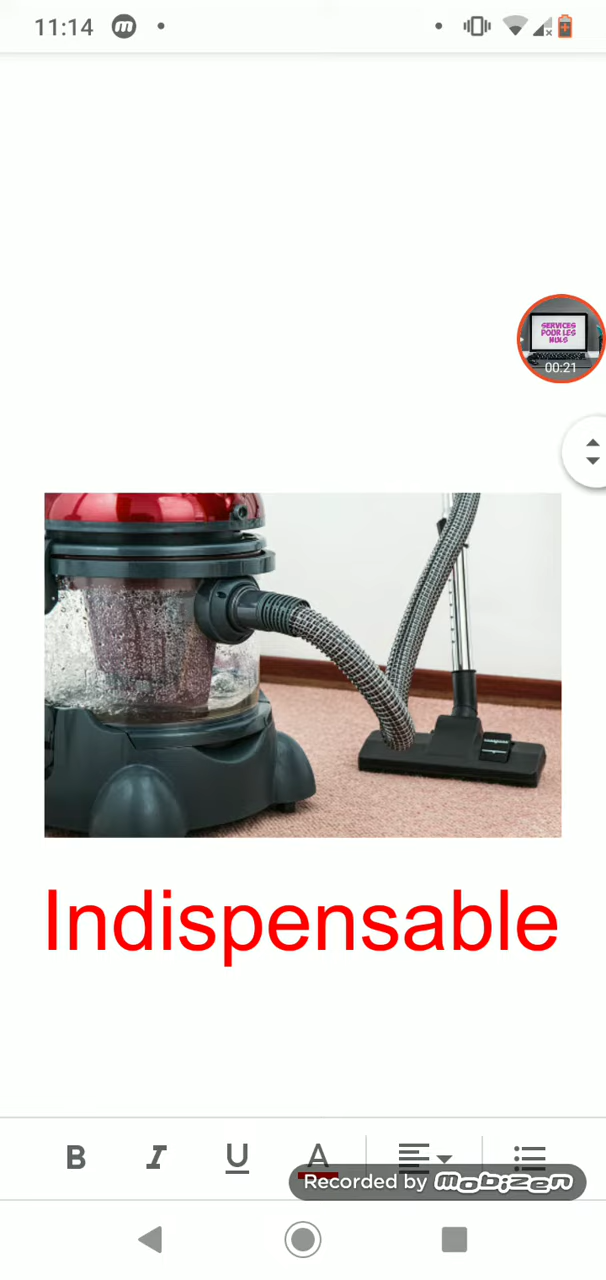 11:14
SERVICES
POUR LES
NULS
00:21
Indispensable
B I U A
Recorded by mobizen